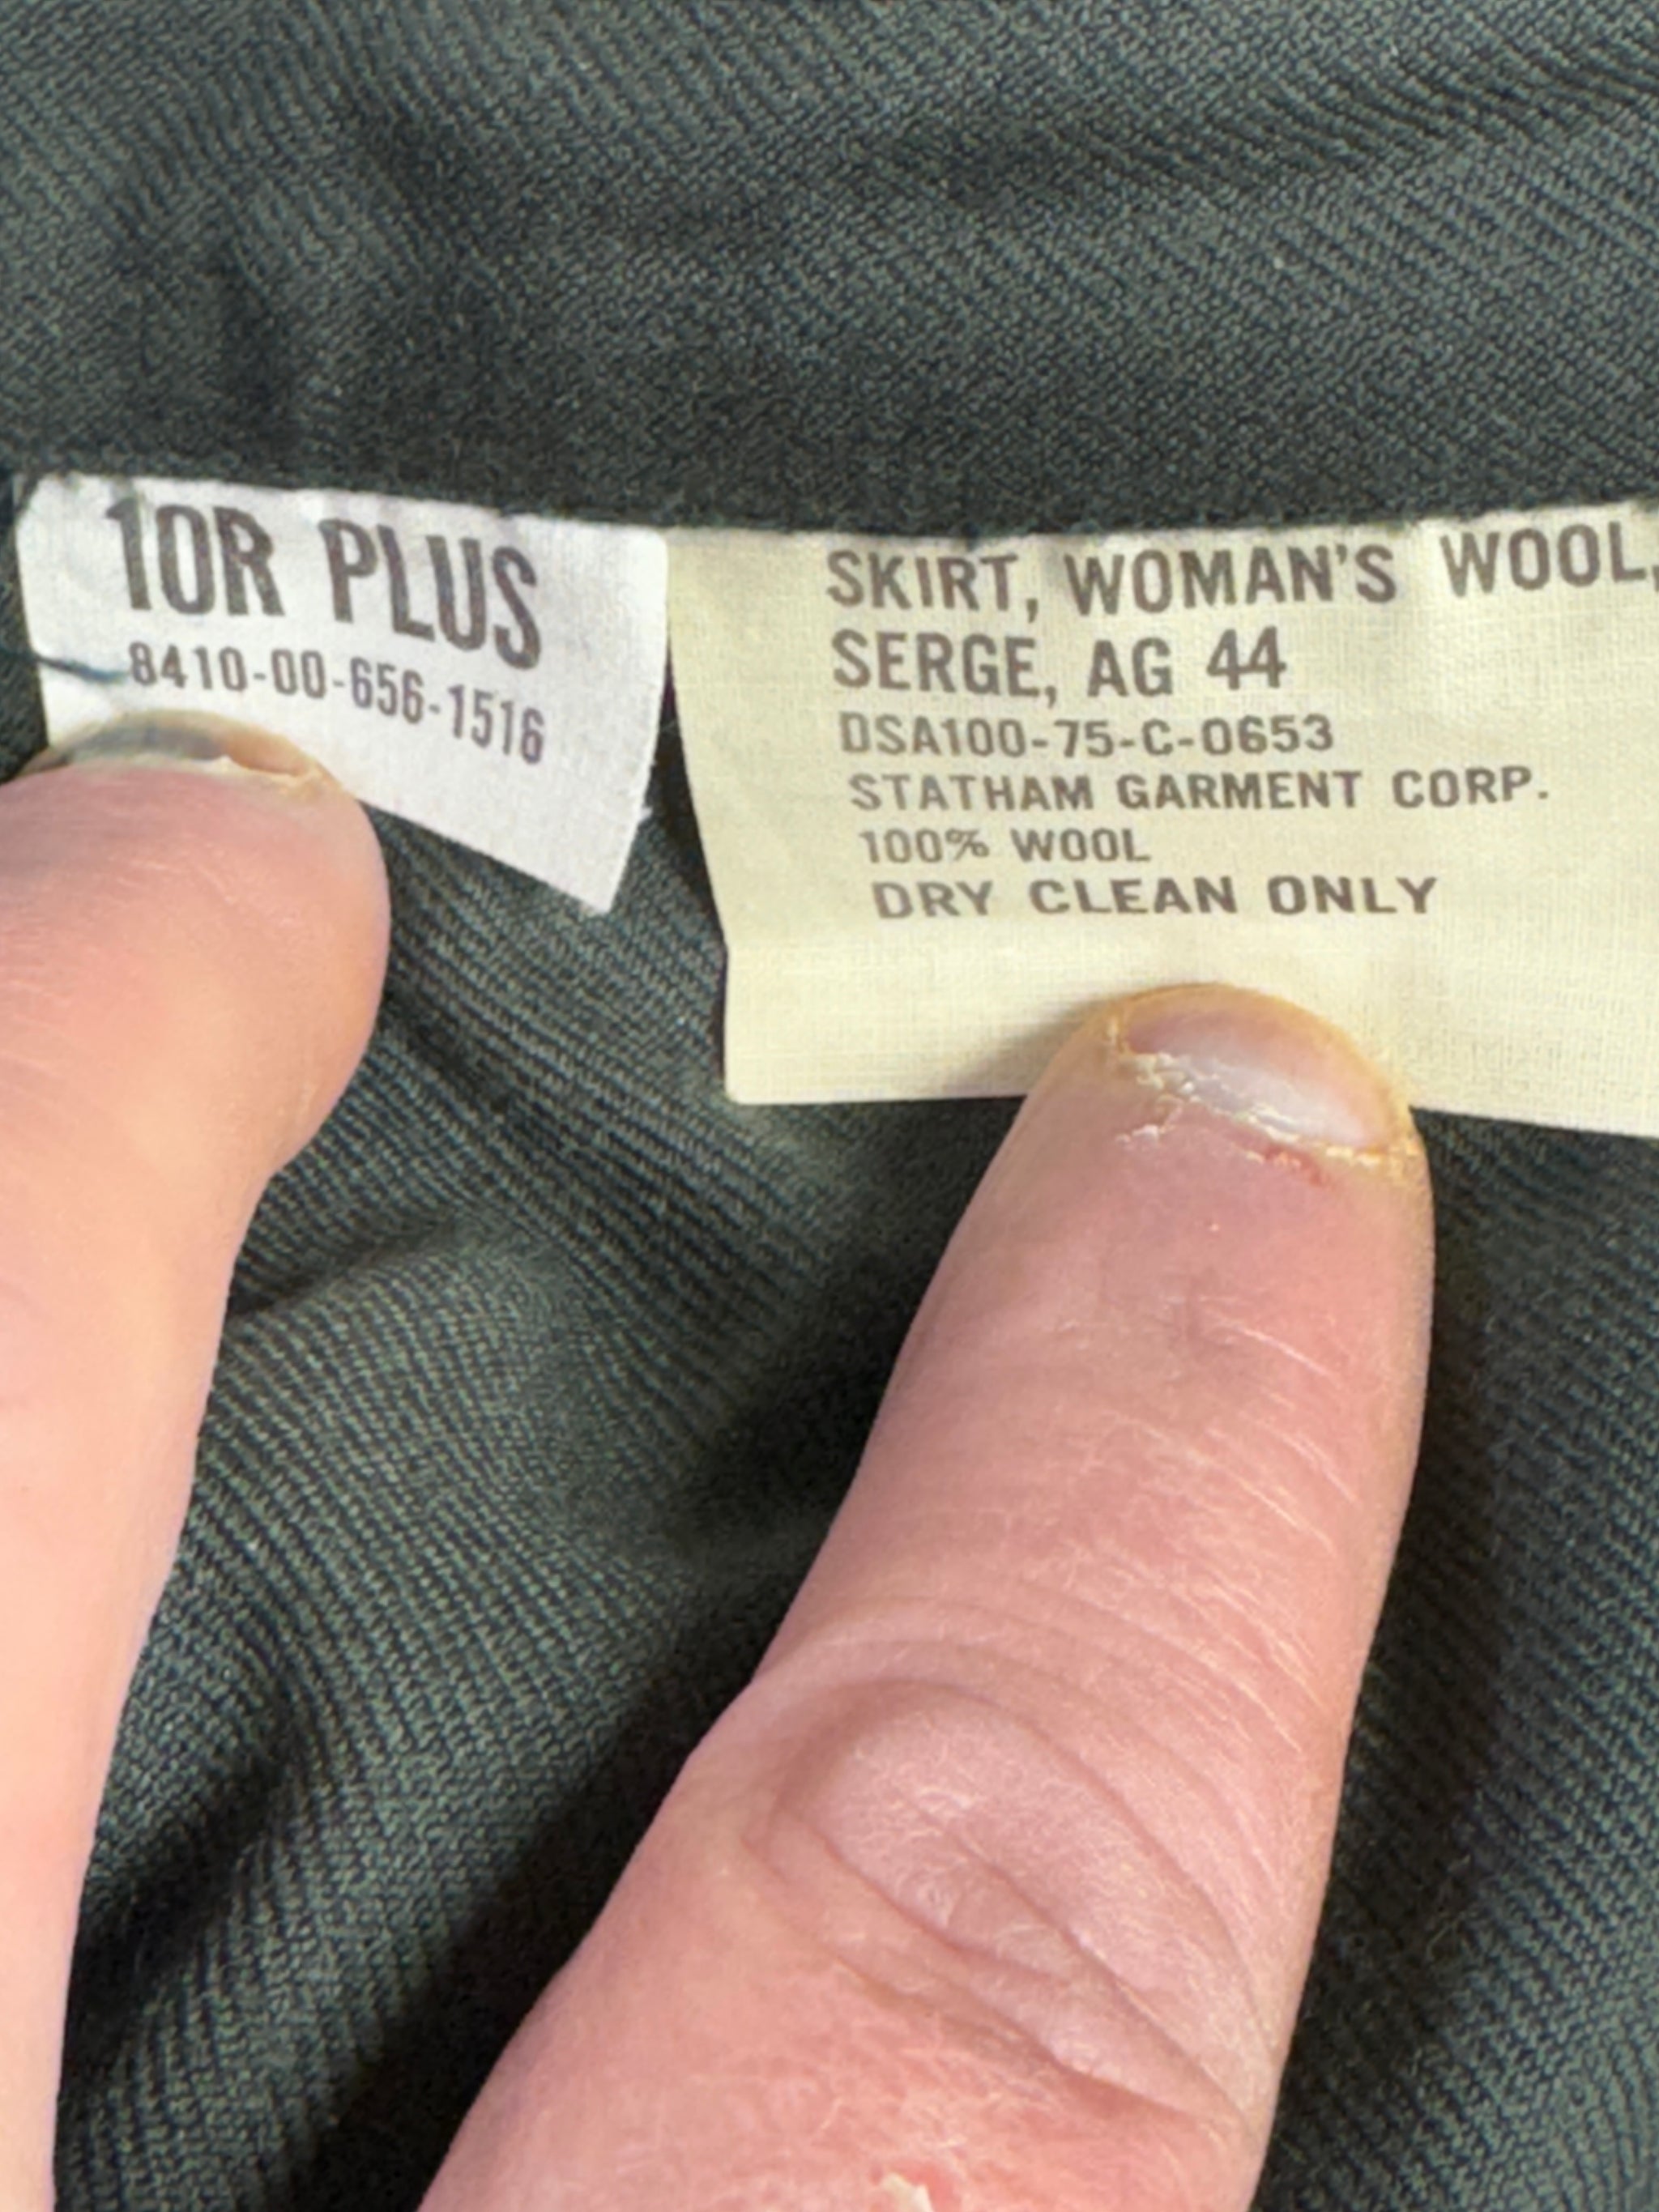 10R PLUS
8410-00-656-1516
SKIRT, WOMAN'S WOOL,
SERGE, AG 44
DSA100-75-C-0653
STATHAM GARMENT CORP.
100% WOOL
DRY CLEAN ONLY